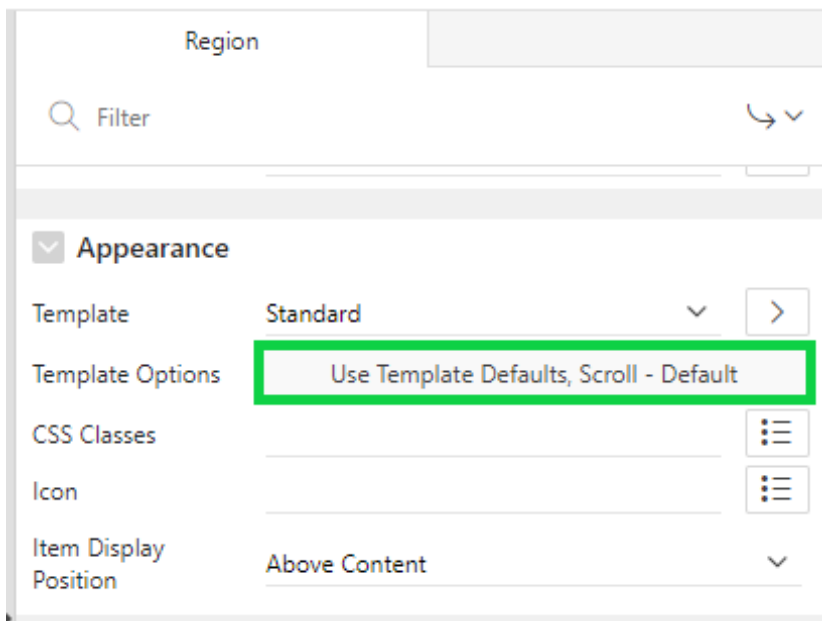 Region
Filter
Appearance
Template Standard
Template Options Use Template Defaults, Scroll - Default
CSS Classes
Icon
Item Display
Position Above Content